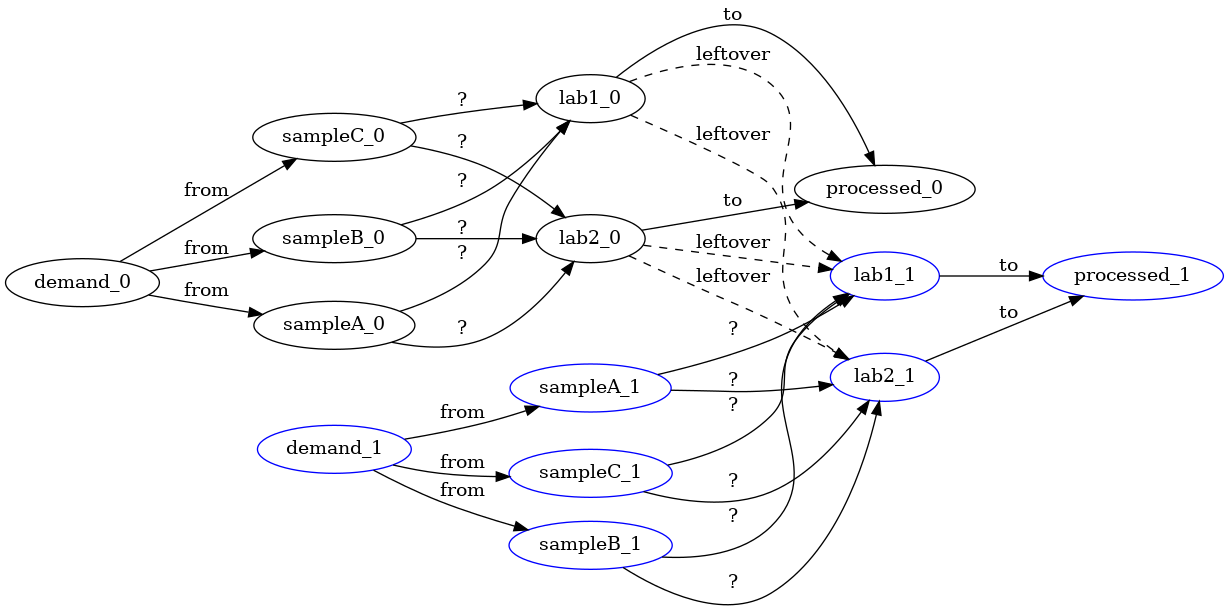 to
leftover
lab1_0
?
sampleC_0
?
leftover
?
from
processed_0
to
?
sampleB_0
lab2_0
leftover
from
?
demand_0
from
leftover
lab1_1
to
processed_1
sampleA_0
?
?
to
lab2_1
?
sampleA_1
?
from
demand_1
from
sampleC_1
?
from
?
sampleB_1
?